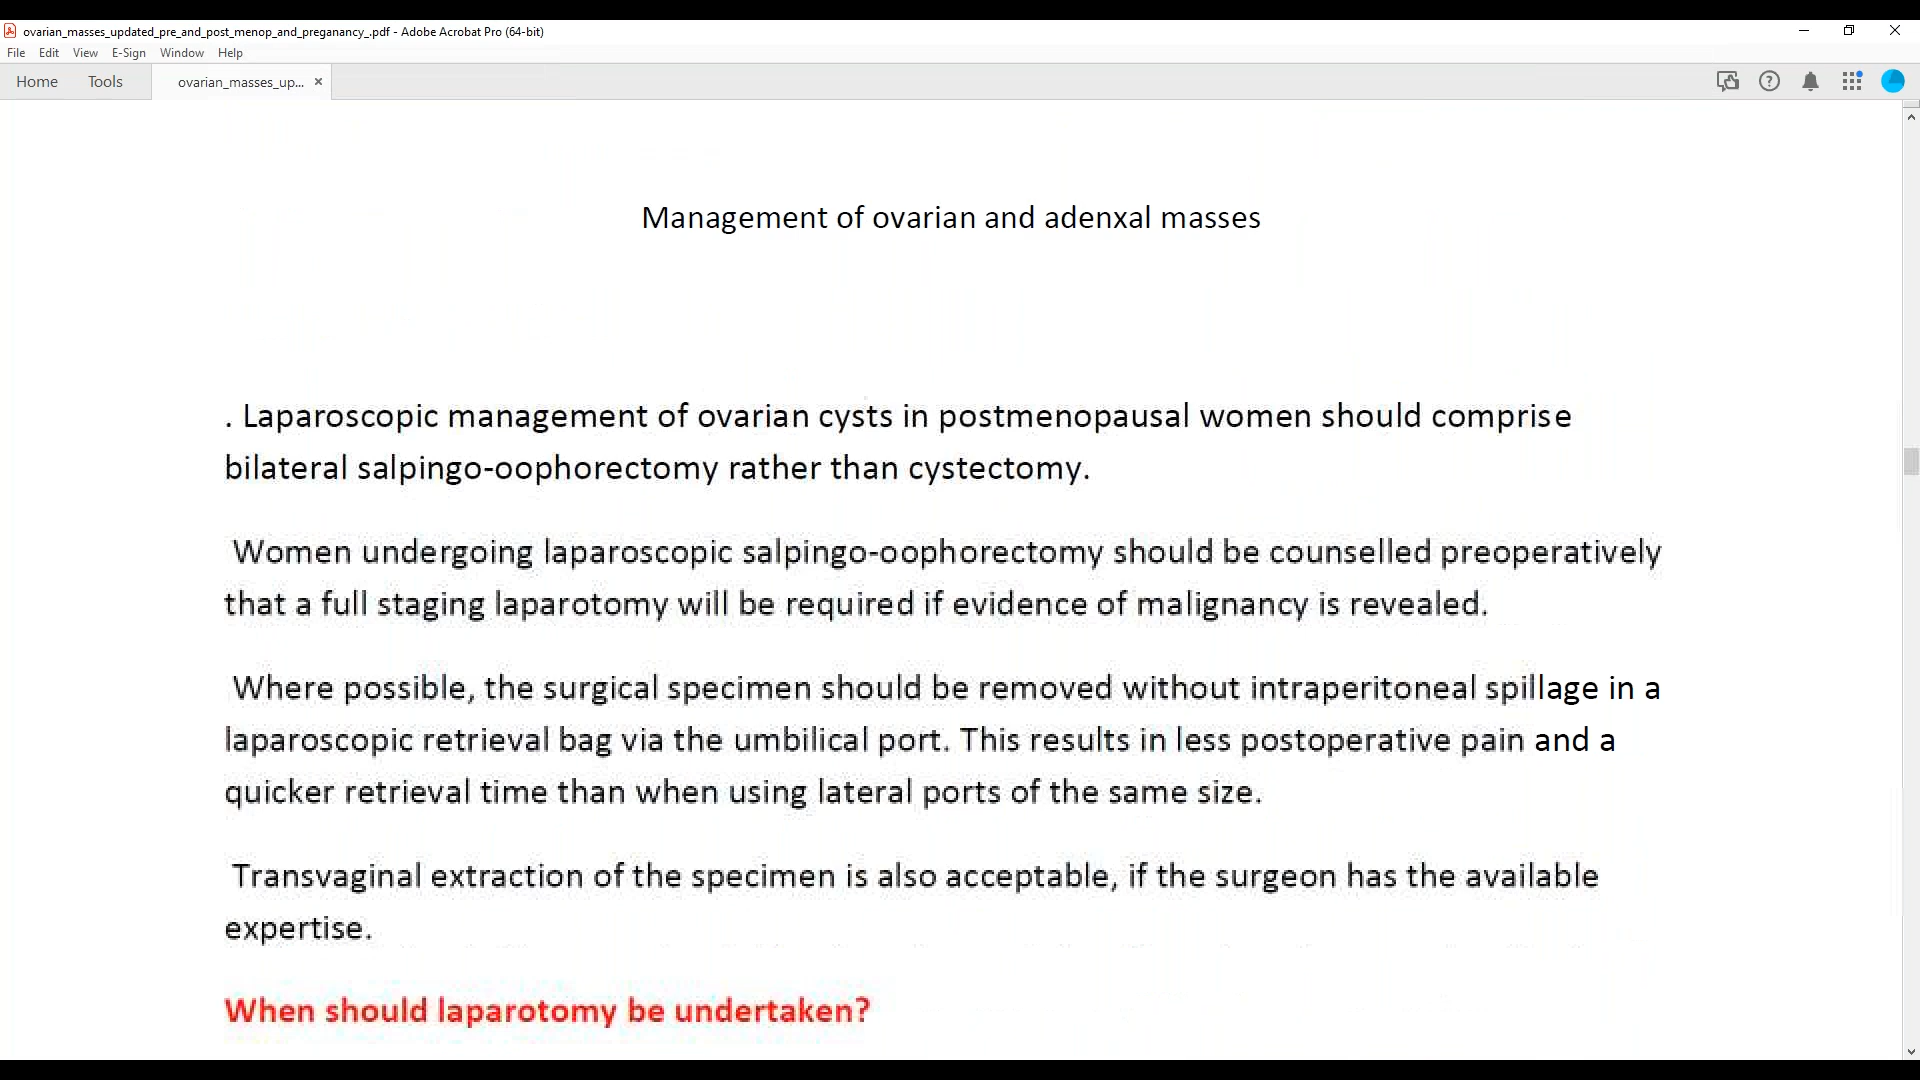 ovarian_masses_updated_pre_and_post_menop_and_preganancy_.pdf - Adobe Acrobat Pro (64-bit)
File Edit View E-Sign Window Help
Home Tools ovarian_masses_up... ×
Management of ovarian and adenxal masses
. Laparoscopic management of ovarian cysts in postmenopausal women should comprise
bilateral salpingo-oophorectomy rather than cystectomy.
Women undergoing laparoscopic salpingo-oophorectomy should be counselled preoperatively
that a full staging laparotomy will be required if evidence of malignancy is revealed.
Where possible, the surgical specimen should be removed without intraperitoneal spillage in a
laparoscopic retrieval bag via the umbilical port. This results in less postoperative pain and a
quicker retrieval time than when using lateral ports of the same size.
Transvaginal extraction of the specimen is also acceptable, if the surgeon has the available
expertise.
When should laparotomy be undertaken?